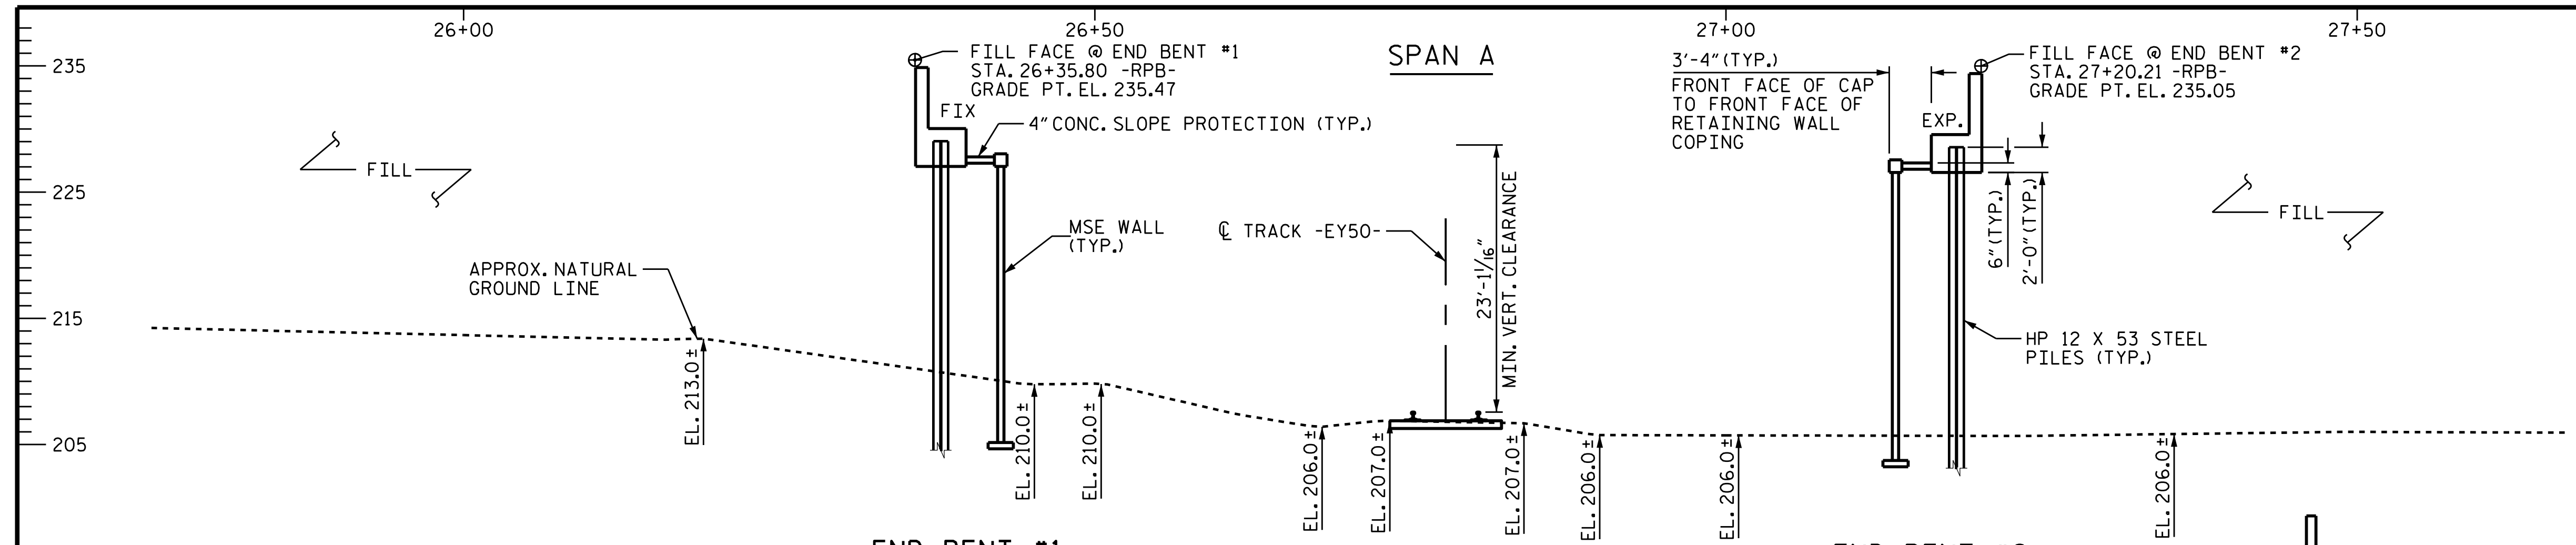 26+00
26+50
27+00
27+50
235
225
215
205
SPAN A
FILL FACE @ END BENT #1
STA. 26+35.80 -RPB-
GRADE PT. EL. 235.47
FIX
4" CONC. SLOPE PROTECTION (TYP.)
3'-4" (TYP.)
FRONT FACE OF CAP
TO FRONT FACE OF
RETAINING WALL
COPING
EXP.
FILL FACE @ END BENT #2
STA. 27+20.21 -RPB-
GRADE PT. EL. 235.05
FILL
MSE WALL
(TYP.)
℄ TRACK -EY50-
23'-1 1/16"
MIN. VERT. CLEARANCE
6" (TYP.)
2'-0" (TYP.)
FILL
APPROX. NATURAL
GROUND LINE
HP 12 X 53 STEEL
PILES (TYP.)
EL. 213.0±
EL. 210.0±
EL. 210.0±
EL. 206.0±
EL. 207.0±
EL. 207.0±
EL. 206.0±
EL. 206.0±
EL. 206.0±
END BENT #1